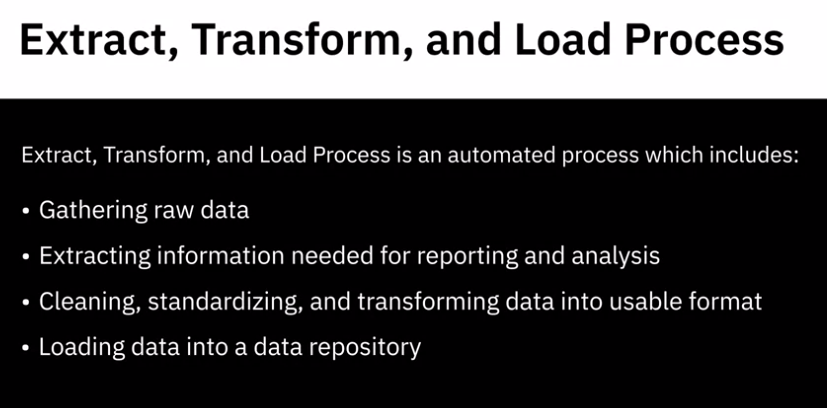 Extract, Transform, and Load Process
Extract, Transform, and Load Process is an automated process which includes:
• Gathering raw data
• Extracting information needed for reporting and analysis
• Cleaning, standardizing, and transforming data into usable format
• Loading data into a data repository